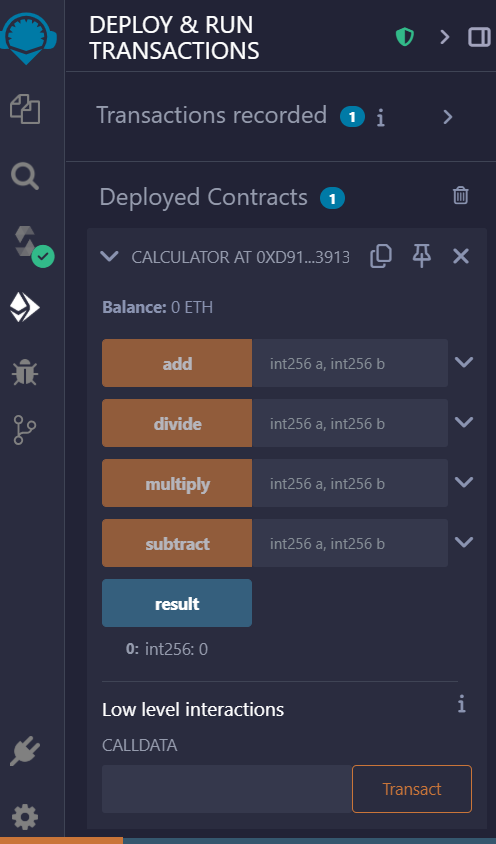 DEPLOY & RUN
TRANSACTIONS
Transactions recorded 1 i
Deployed Contracts 1
CALCULATOR AT 0XD91...3913
Balance: 0 ETH
add int256 a, int256 b
divide int256 a, int256 b
multiply int256 a, int256 b
subtract int256 a, int256 b
result
0: int256: 0
Low level interactions i
CALLDATA
Transact